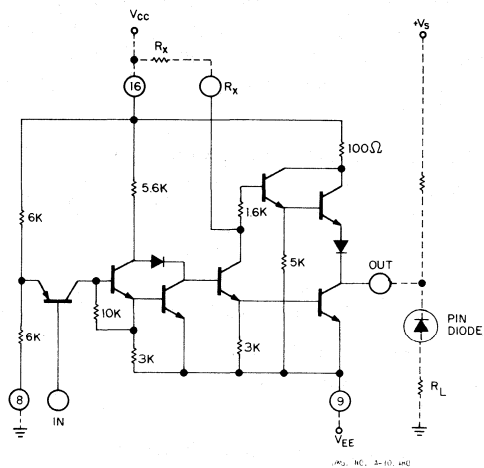 VCC
+VS
RX
16
RX
100Ω
5.6K
1.6K
6K
5K
OUT
10K
6K
3K
3K
PIN
DIODE
8
IN
9
RL
VEE